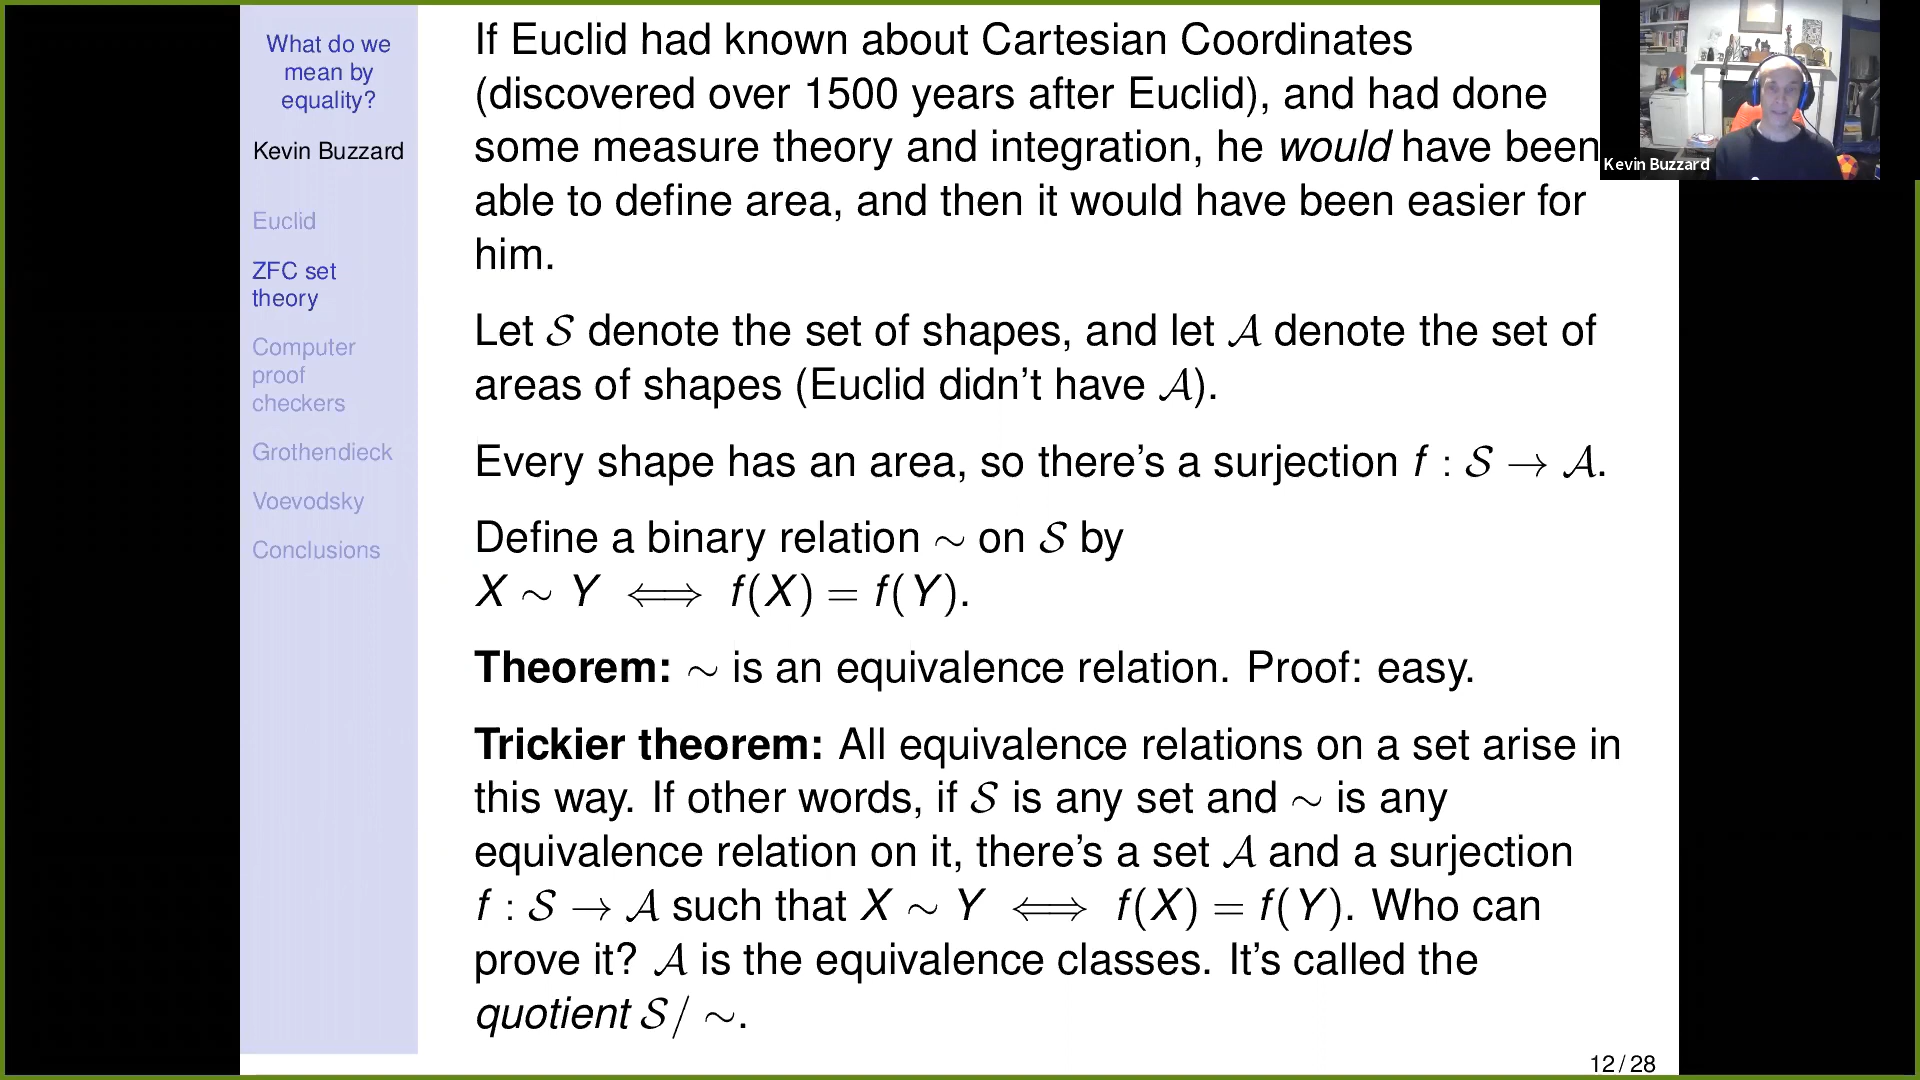 What do we
mean by
equality?
Kevin Buzzard
Euclid
ZFC set
theory
Computer
proof
checkers
Grothendieck
Voevodsky
Conclusions
If Euclid had known about Cartesian Coordinates
(discovered over 1500 years after Euclid), and had done
some measure theory and integration, he would have been
able to define area, and then it would have been easier for
him.
Let 𝒮 denote the set of shapes, and let 𝒜 denote the set of
areas of shapes (Euclid didn't have 𝒜).
Every shape has an area, so there's a surjection f : 𝒮 → 𝒜.
Define a binary relation ∼ on 𝒮 by
X ∼ Y ⟺ f(X) = f(Y).
Theorem: ∼ is an equivalence relation. Proof: easy.
Trickier theorem: All equivalence relations on a set arise in
this way. If other words, if 𝒮 is any set and ∼ is any
equivalence relation on it, there's a set 𝒜 and a surjection
f : 𝒮 → 𝒜 such that X ∼ Y ⟺ f(X) = f(Y). Who can
prove it? 𝒜 is the equivalence classes. It's called the
quotient 𝒮/ ∼.
12 / 28
Kevin Buzzard